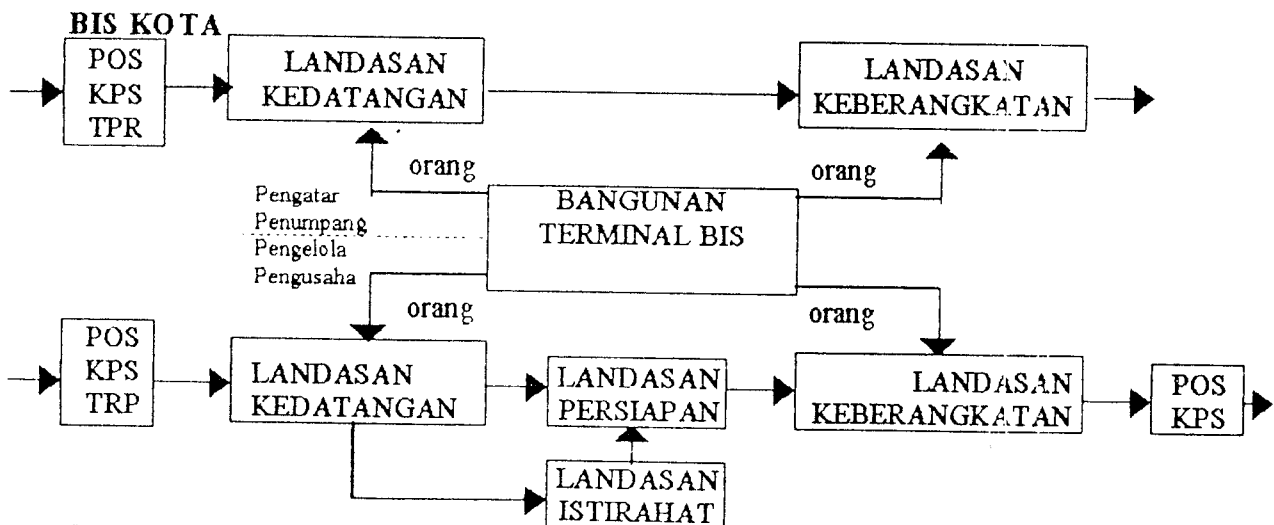 BIS KOTA
POS
KPS
TPR
LANDASAN
KEDATANGAN
LANDASAN
KEBERANGKATAN
orang
orang
Pengatar
Penumpang
Pengelola
Pengusaha
BANGUNAN
TERMINAL BIS
orang
orang
POS
KPS
TRP
LANDASAN
KEDATANGAN
LANDASAN
PERSIAPAN
LANDASAN
KEBERANGKATAN
POS
KPS
LANDASAN
ISTIRAHAT